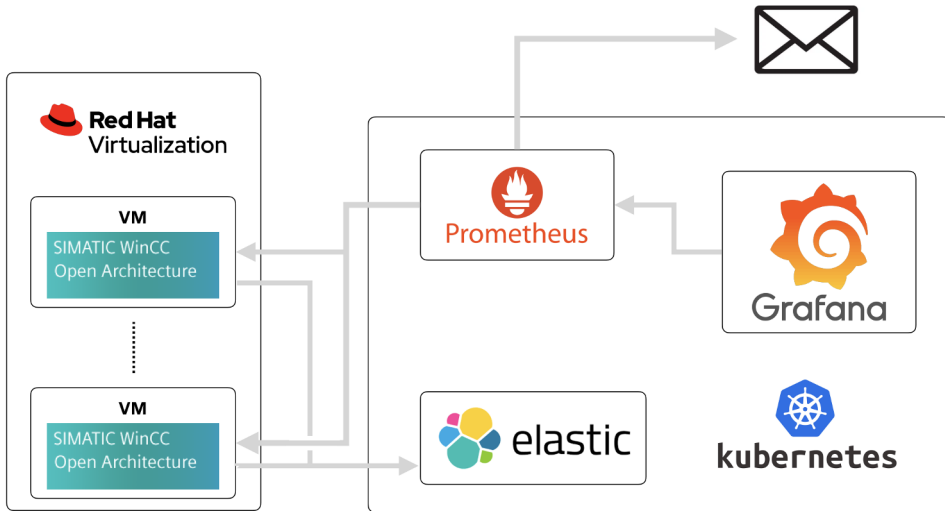 Red Hat
Virtualization
VM
SIMATIC WinCC
Open Architecture
VM
SIMATIC WinCC
Open Architecture
Prometheus
Grafana
elastic
kubernetes